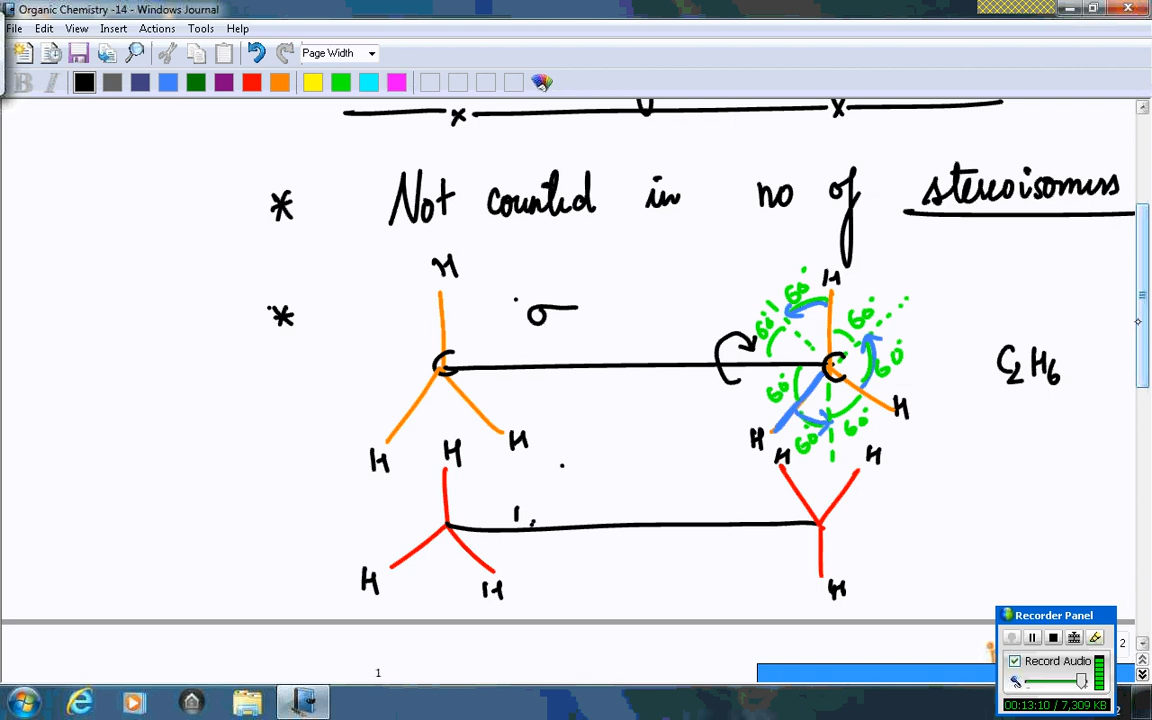 Organic Chemistry -14 - Windows Journal
File Edit View Insert Actions Tools Help
Page Width
B I
* Not counted in no of stereoisomers
H H
* σ
60° 60° 60° 60° 60° 60°
C C
C2H6
H H H H
H H H
H H H
1
2
Recorder Panel
Record Audio
00:13:10 / 7,309 KB